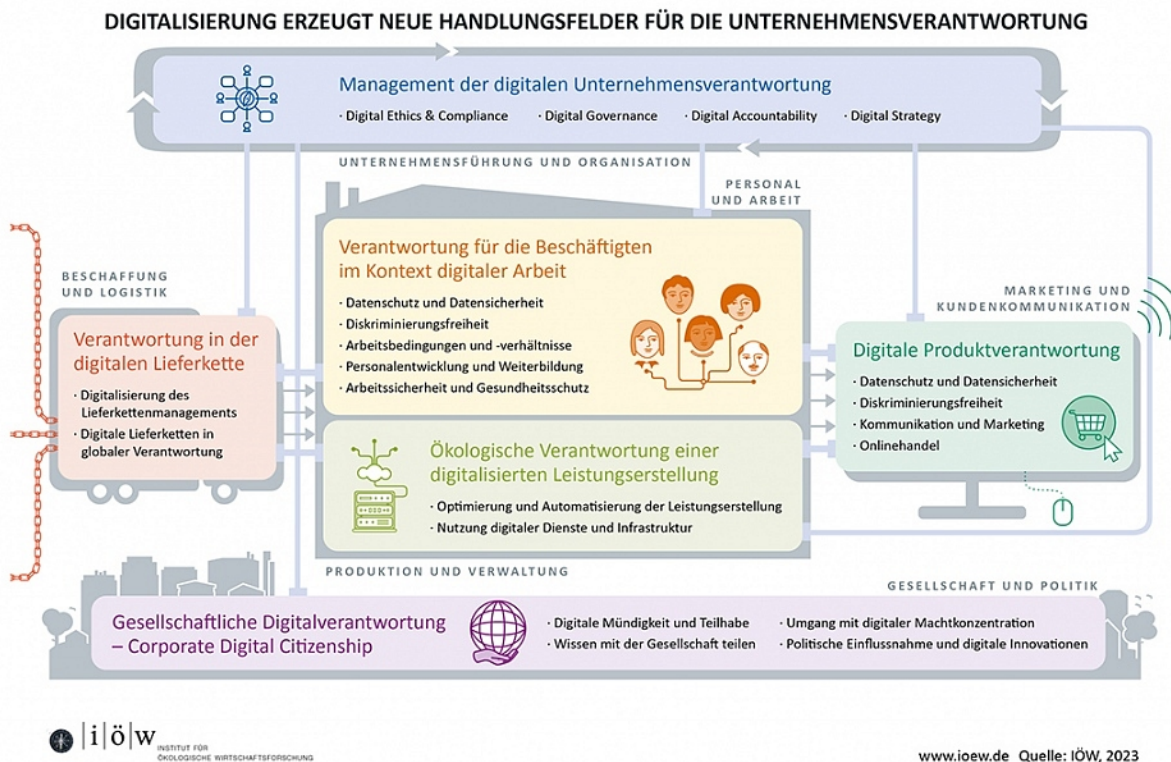 DIGITALISIERUNG ERZEUGT NEUE HANDLUNGSFELDER FÜR DIE UNTERNEHMENSVERANTWORTUNG
Management der digitalen Unternehmensverantwortung
· Digital Ethics & Compliance · Digital Governance · Digital Accountability · Digital Strategy
UNTERNEHMENSFÜHRUNG UND ORGANISATION
PERSONAL
UND ARBEIT
Verantwortung für die Beschäftigten
im Kontext digitaler Arbeit
· Datenschutz und Datensicherheit
· Diskriminierungsfreiheit
· Arbeitsbedingungen und -verhältnisse
· Personalentwicklung und Weiterbildung
· Arbeitssicherheit und Gesundheitsschutz
BESCHAFFUNG
UND LOGISTIK
Verantwortung in der
digitalen Lieferkette
· Digitalisierung des
Lieferkettenmanagements
· Digitale Lieferketten in
globaler Verantwortung
MARKETING UND
KUNDENKOMMUNIKATION
Digitale Produktverantwortung
· Datenschutz und Datensicherheit
· Diskriminierungsfreiheit
· Kommunikation und Marketing
· Onlinehandel
Ökologische Verantwortung einer
digitalisierten Leistungserstellung
· Optimierung und Automatisierung der Leistungserstellung
· Nutzung digitaler Dienste und Infrastruktur
PRODUKTION UND VERWALTUNG
GESELLSCHAFT UND POLITIK
Gesellschaftliche Digitalverantwortung
– Corporate Digital Citizenship
· Digitale Mündigkeit und Teilhabe
· Wissen mit der Gesellschaft teilen
· Umgang mit digitaler Machtkonzentration
· Politische Einflussnahme und digitale Innovationen
|i|ö|w
INSTITUT FÜR
ÖKOLOGISCHE WIRTSCHAFTSFORSCHUNG
www.ioew.de Quelle: IÖW, 2023